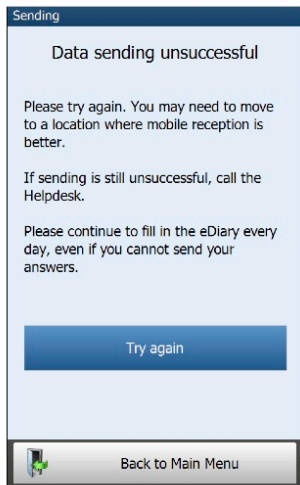 Sending
Data sending unsuccessful
Please try again. You may need to move
to a location where mobile reception is
better.
If sending is still unsuccessful, call the
Helpdesk.
Please continue to fill in the eDiary every
day, even if you cannot send your
answers.
Try again
Back to Main Menu